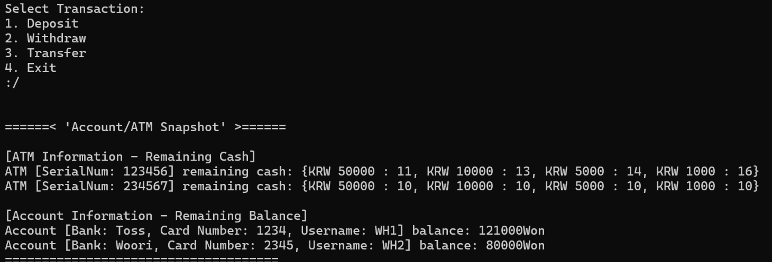 Select Transaction:
1. Deposit
2. Withdraw
3. Transfer
4. Exit
:/
======< 'Account/ATM Snapshot' >======
[ATM Information - Remaining Cash]
ATM [SerialNum: 123456] remaining cash: {KRW 50000 : 11, KRW 10000 : 13, KRW 5000 : 14, KRW 1000 : 16}
ATM [SerialNum: 234567] remaining cash: {KRW 50000 : 10, KRW 10000 : 10, KRW 5000 : 10, KRW 1000 : 10}
[Account Information - Remaining Balance]
Account [Bank: Toss, Card Number: 1234, Username: WH1] balance: 121000Won
Account [Bank: Woori, Card Number: 2345, Username: WH2] balance: 80000Won
=====================================